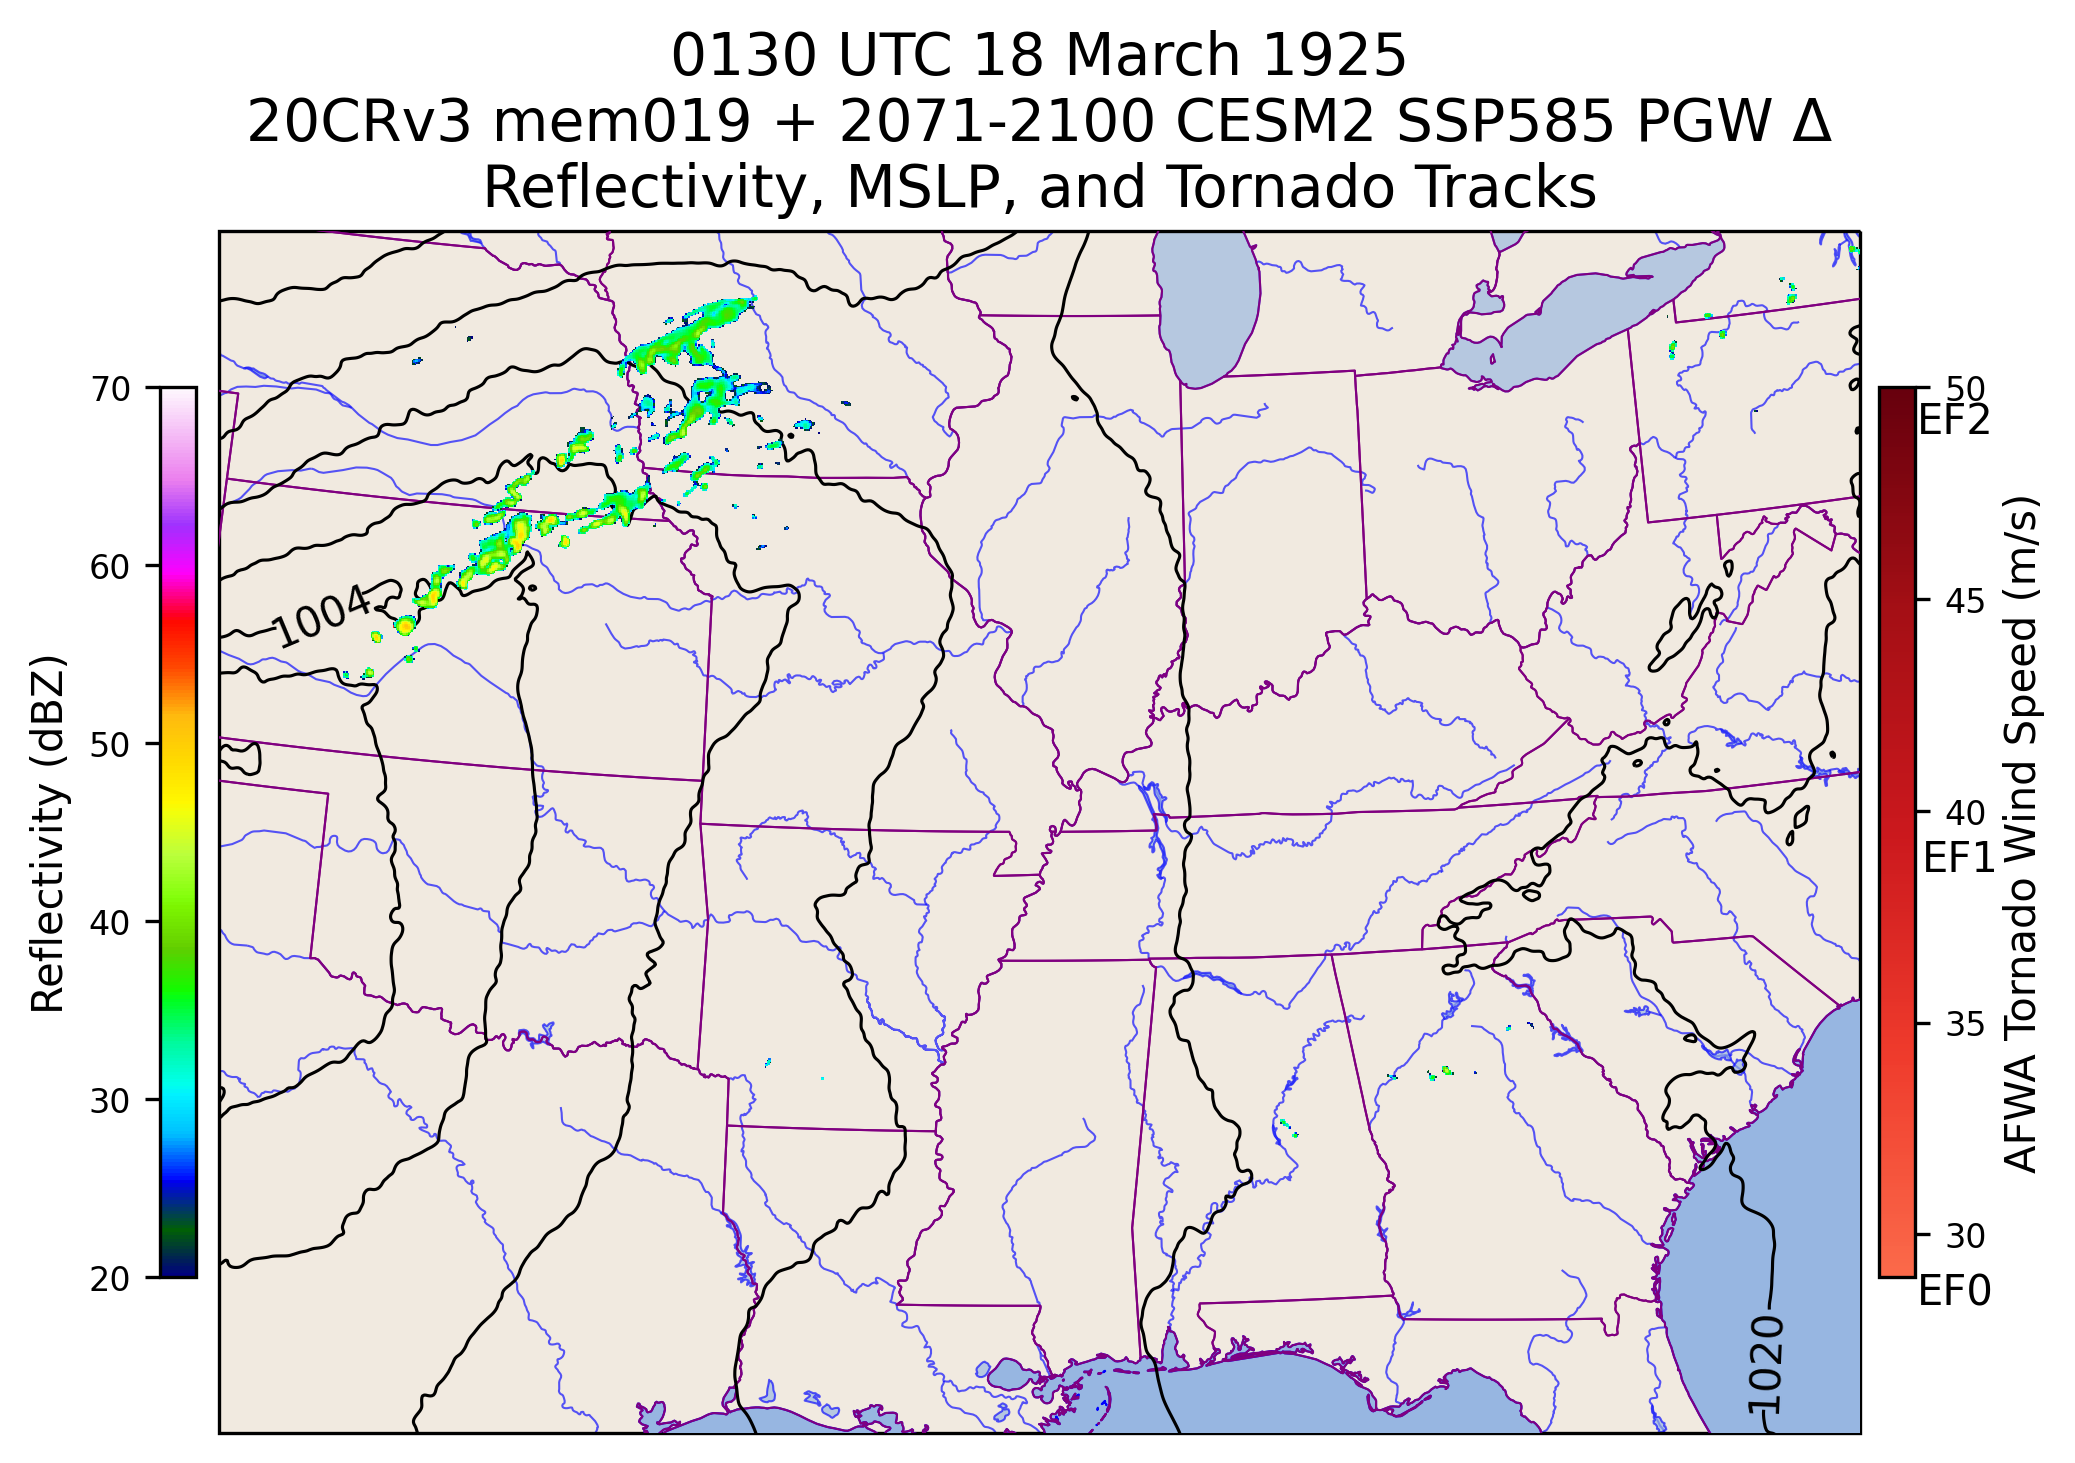 0130 UTC 18 March 1925
20CRv3 mem019 + 2071-2100 CESM2 SSP585 PGW Δ
Reflectivity, MSLP, and Tornado Tracks
70
60
50
40
30
20
Reflectivity (dBZ)
1004
1020
50
EF2
45
40
EF1
35
30
EF0
AFWA Tornado Wind Speed (m/s)